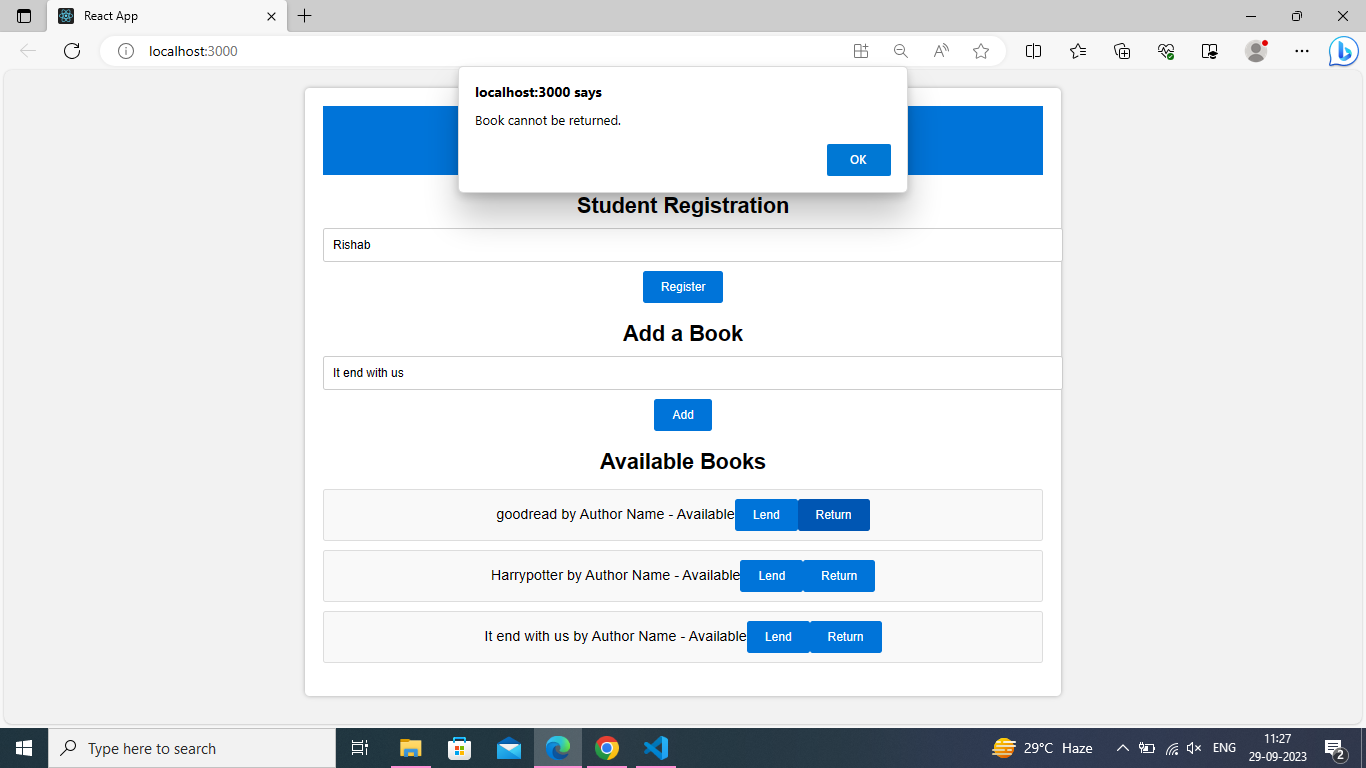 React App
localhost:3000
localhost:3000 says
Book cannot be returned.
OK
Student Registration
Rishab
Register
Add a Book
It end with us
Add
Available Books
goodread by Author Name - Available Lend Return
Harrypotter by Author Name - Available Lend Return
It end with us by Author Name - Available Lend Return
Type here to search
29°C Haze
ENG
11:27
29-09-2023
2